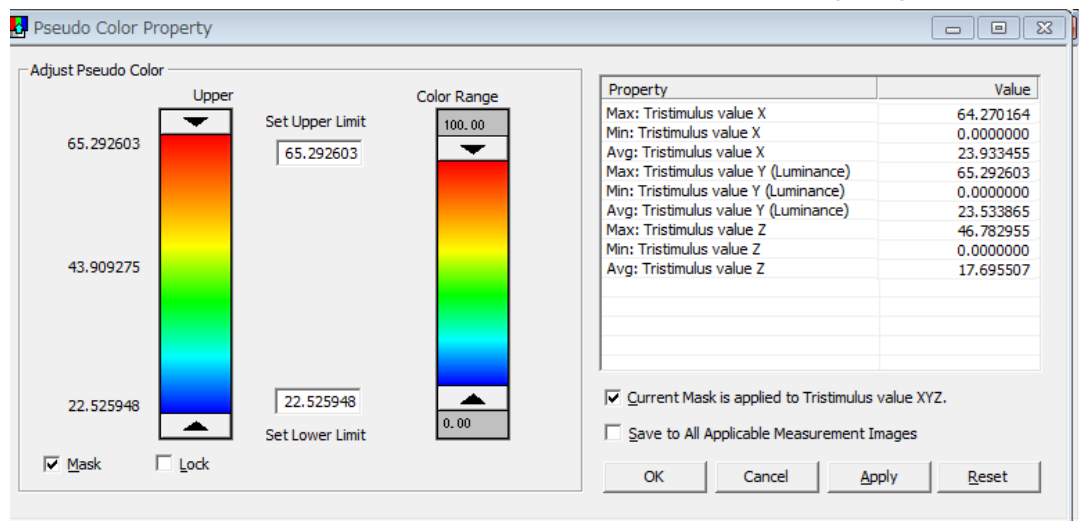 Pseudo Color Property
Adjust Pseudo Color
Upper
Color Range
Set Upper Limit
100.00
65.292603
65.292603
43.909275
22.525948
22.525948
Set Lower Limit
0.00
Mask
Lock
Property Value
Max: Tristimulus value X 64.270164
Min: Tristimulus value X 0.0000000
Avg: Tristimulus value X 23.933455
Max: Tristimulus value Y (Luminance) 65.292603
Min: Tristimulus value Y (Luminance) 0.0000000
Avg: Tristimulus value Y (Luminance) 23.533865
Max: Tristimulus value Z 46.782955
Min: Tristimulus value Z 0.0000000
Avg: Tristimulus value Z 17.695507
Current Mask is applied to Tristimulus value XYZ.
Save to All Applicable Measurement Images
OK Cancel Apply Reset